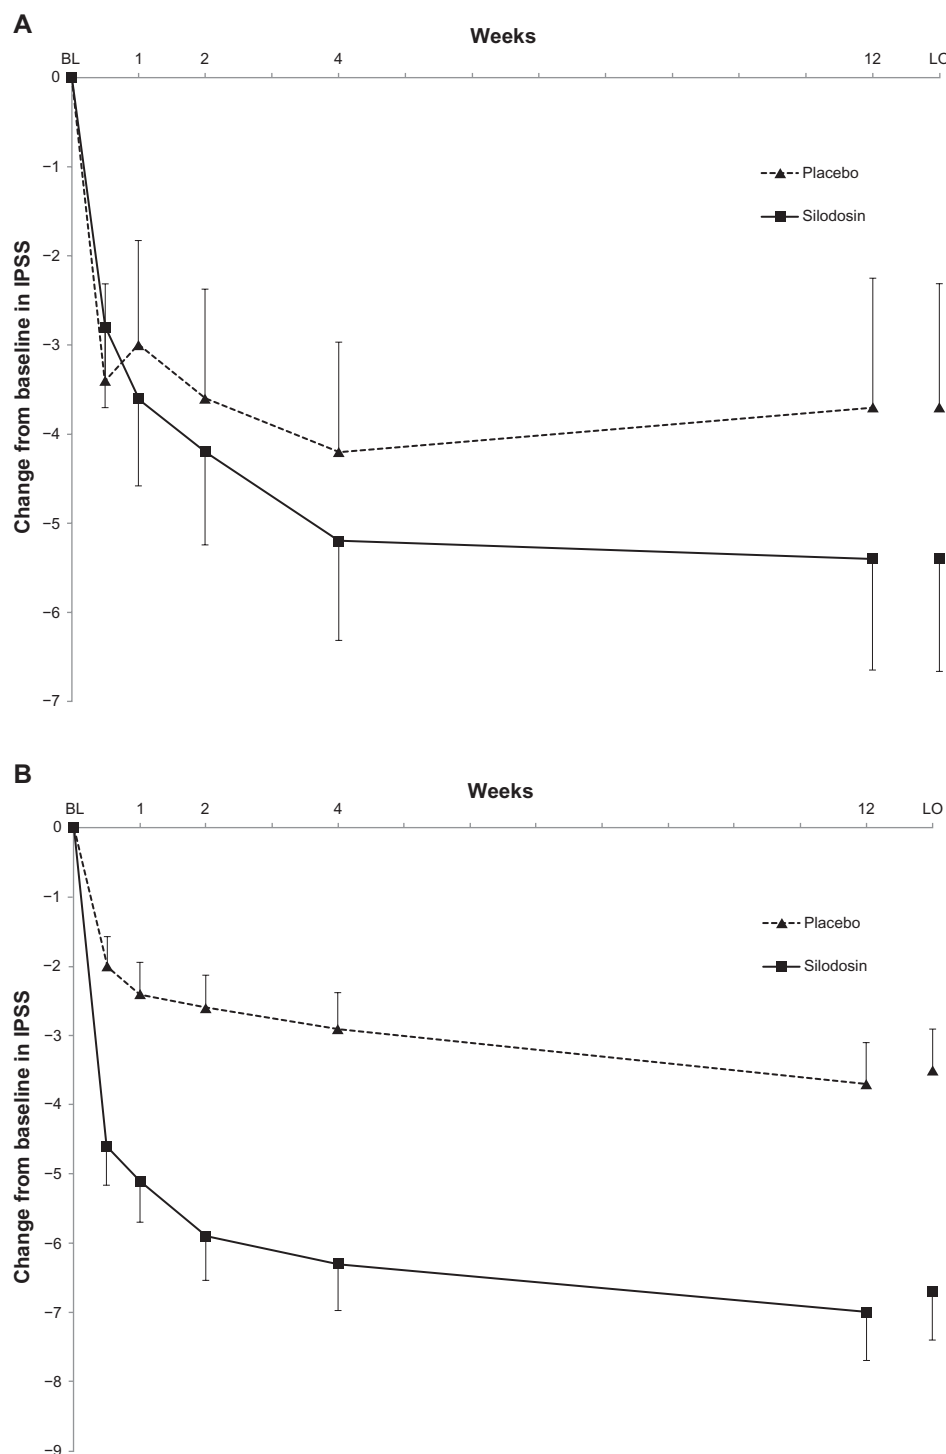 A
Weeks
BL 1 2 4 12 LO
0
−1
−2
−3
−4
−5
−6
−7
Change from baseline in IPSS
Placebo
Silodosin
B
Weeks
BL 1 2 4 12 LO
0
−1
−2
−3
−4
−5
−6
−7
−8
−9
Change from baseline in IPSS
Placebo
Silodosin